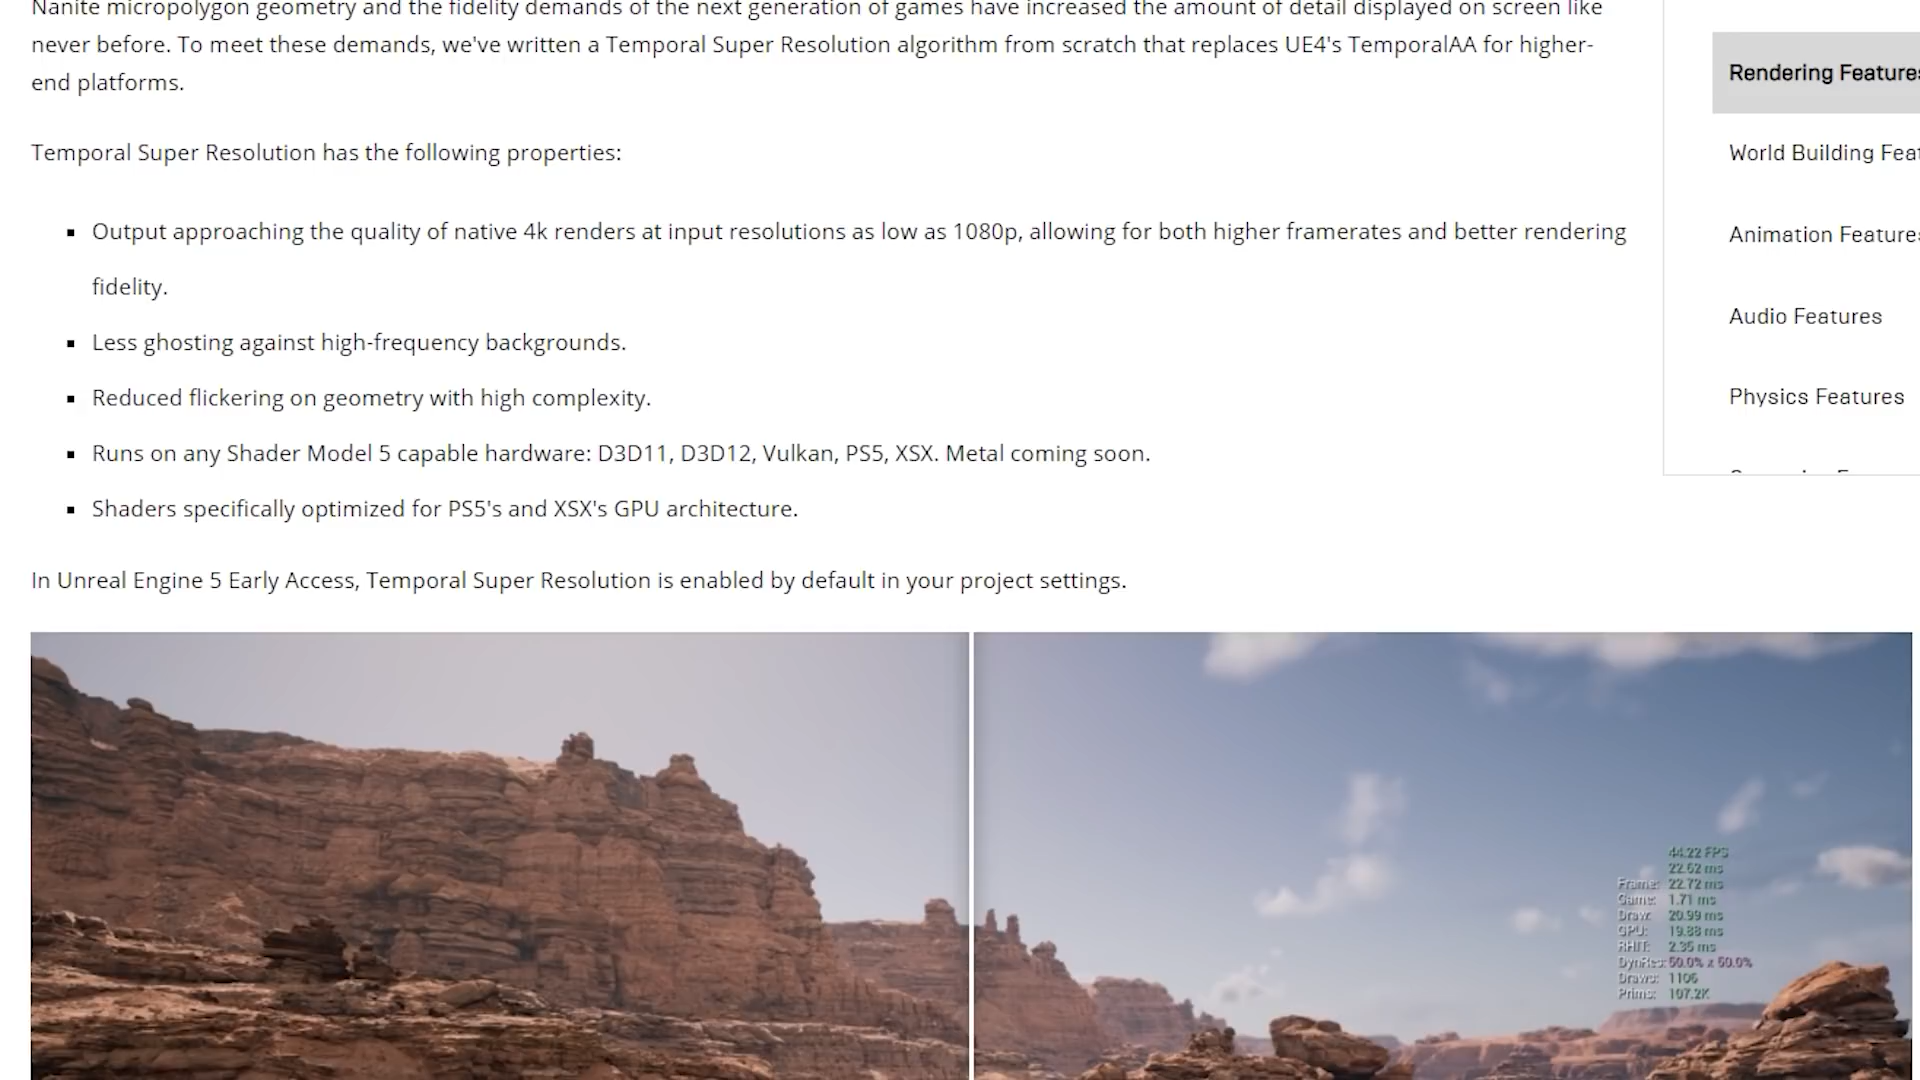 Nanite micropolygon geometry and the fidelity demands of the next generation of games have increased the amount of detail displayed on screen like
never before. To meet these demands, we've written a Temporal Super Resolution algorithm from scratch that replaces UE4's TemporalAA for higher-
end platforms.
Temporal Super Resolution has the following properties:
▪ Output approaching the quality of native 4k renders at input resolutions as low as 1080p, allowing for both higher framerates and better rendering
fidelity.
▪ Less ghosting against high-frequency backgrounds.
▪ Reduced flickering on geometry with high complexity.
▪ Runs on any Shader Model 5 capable hardware: D3D11, D3D12, Vulkan, PS5, XSX. Metal coming soon.
▪ Shaders specifically optimized for PS5's and XSX's GPU architecture.
In Unreal Engine 5 Early Access, Temporal Super Resolution is enabled by default in your project settings.
Rendering Features
World Building Feat
Animation Features
Audio Features
Physics Features
44.22 FPS
22.62 ms
Frame: 22.72 ms
Game: 1.71 ms
Draw: 20.99 ms
GPU: 19.88 ms
RHIT: 2.35 ms
DynRes: 50.0% x 50.0%
Draws: 1106
Prims: 107.2K